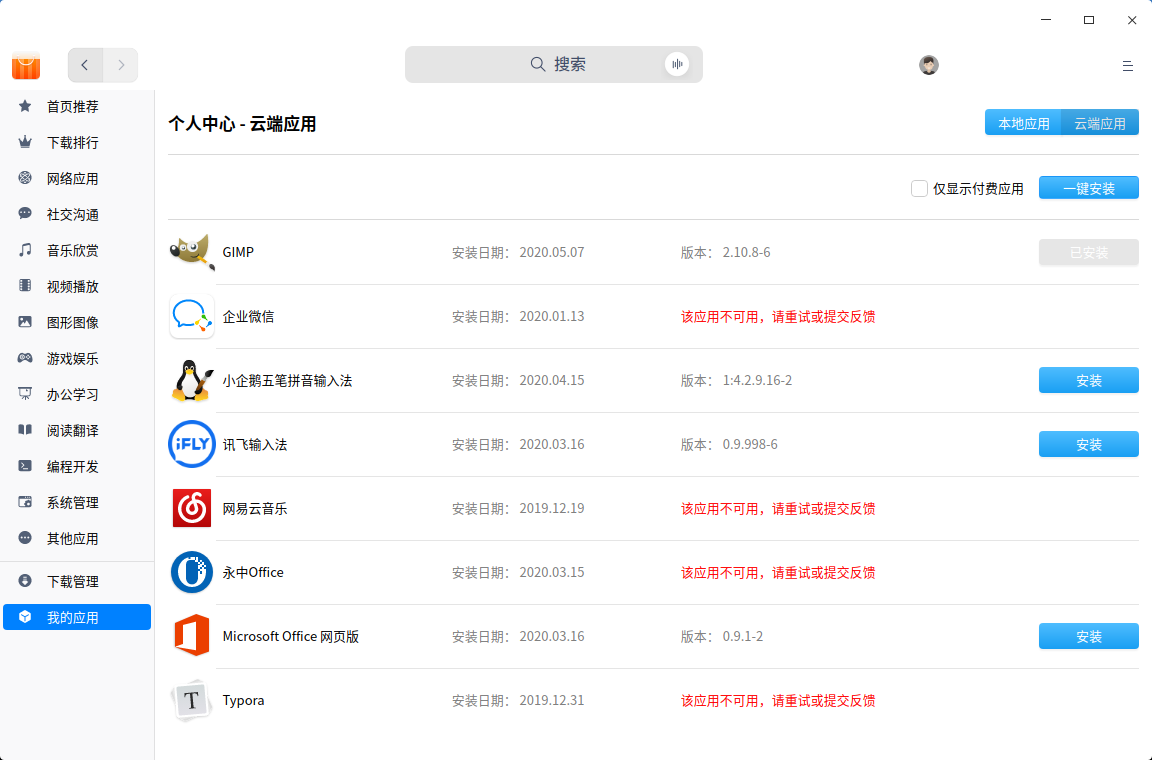 搜索
首页推荐
下载排行
网络应用
社交沟通
音乐欣赏
视频播放
图形图像
游戏娱乐
办公学习
阅读翻译
编程开发
系统管理
其他应用
下载管理
我的应用
个人中心 - 云端应用
本地应用 云端应用
仅显示付费应用 一键安装
GIMP 安装日期： 2020.05.07 版本： 2.10.8-6 已安装
企业微信 安装日期： 2020.01.13 该应用不可用，请重试或提交反馈
小企鹅五笔拼音输入法 安装日期： 2020.04.15 版本： 1:4.2.9.16-2 安装
iFLY 讯飞输入法 安装日期： 2020.03.16 版本： 0.9.998-6 安装
网易云音乐 安装日期： 2019.12.19 该应用不可用，请重试或提交反馈
永中Office 安装日期： 2020.03.15 该应用不可用，请重试或提交反馈
Microsoft Office 网页版 安装日期： 2020.03.16 版本： 0.9.1-2 安装
T Typora 安装日期： 2019.12.31 该应用不可用，请重试或提交反馈